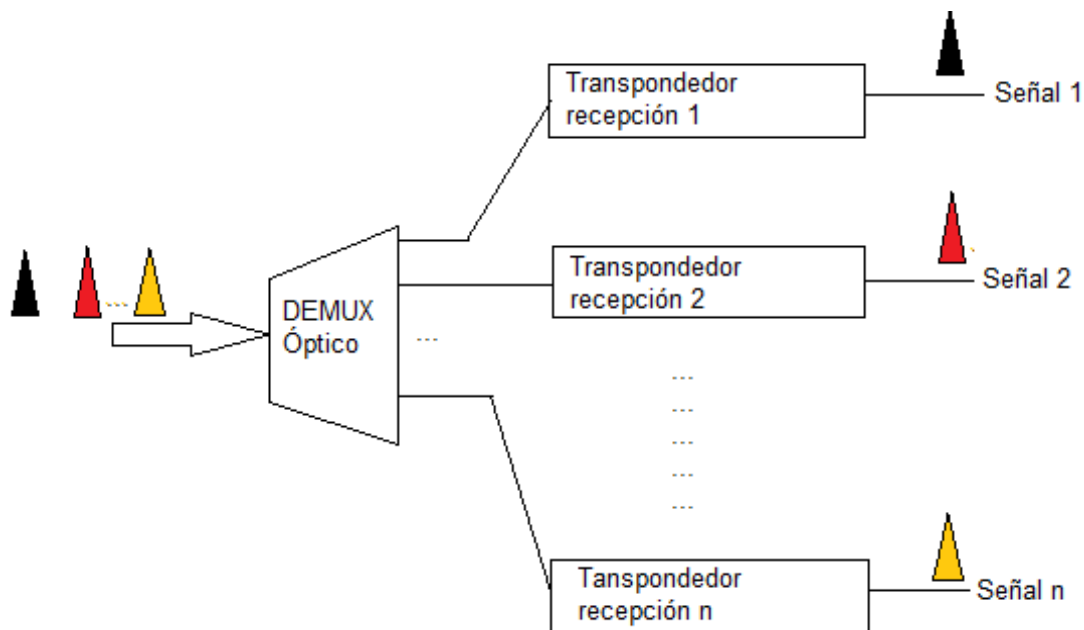 Transpondedor
recepción 1
Señal 1
Transpondedor
recepción 2
Señal 2
DEMUX
Óptico
...
---
---
---
---
---
---
Tanspondedor
recepción n
Señal n